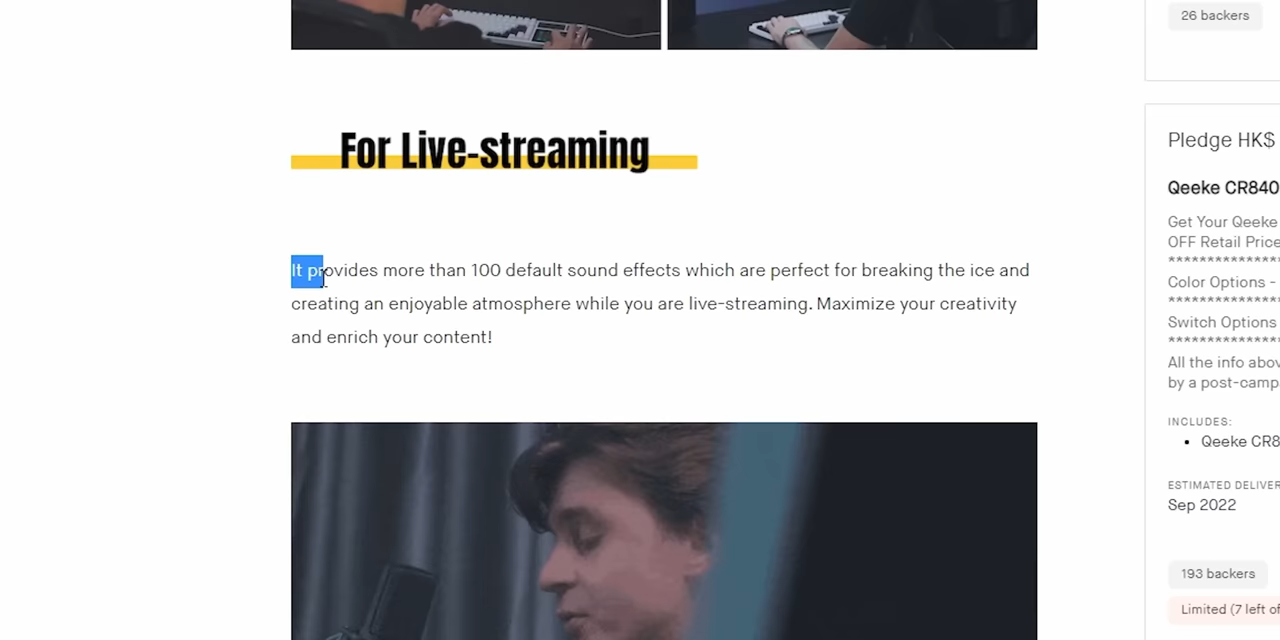 26 backers
For Live-streaming
It provides more than 100 default sound effects which are perfect for breaking the ice and
creating an enjoyable atmosphere while you are live-streaming. Maximize your creativity
and enrich your content!
Pledge HK$
Qeeke CR840
Get Your Qeeke
OFF Retail Price
***************
Color Options -
***************
Switch Options
***************
All the info abov
by a post-camp
INCLUDES:
• Qeeke CR8
ESTIMATED DELIVER
Sep 2022
193 backers
Limited (7 left of